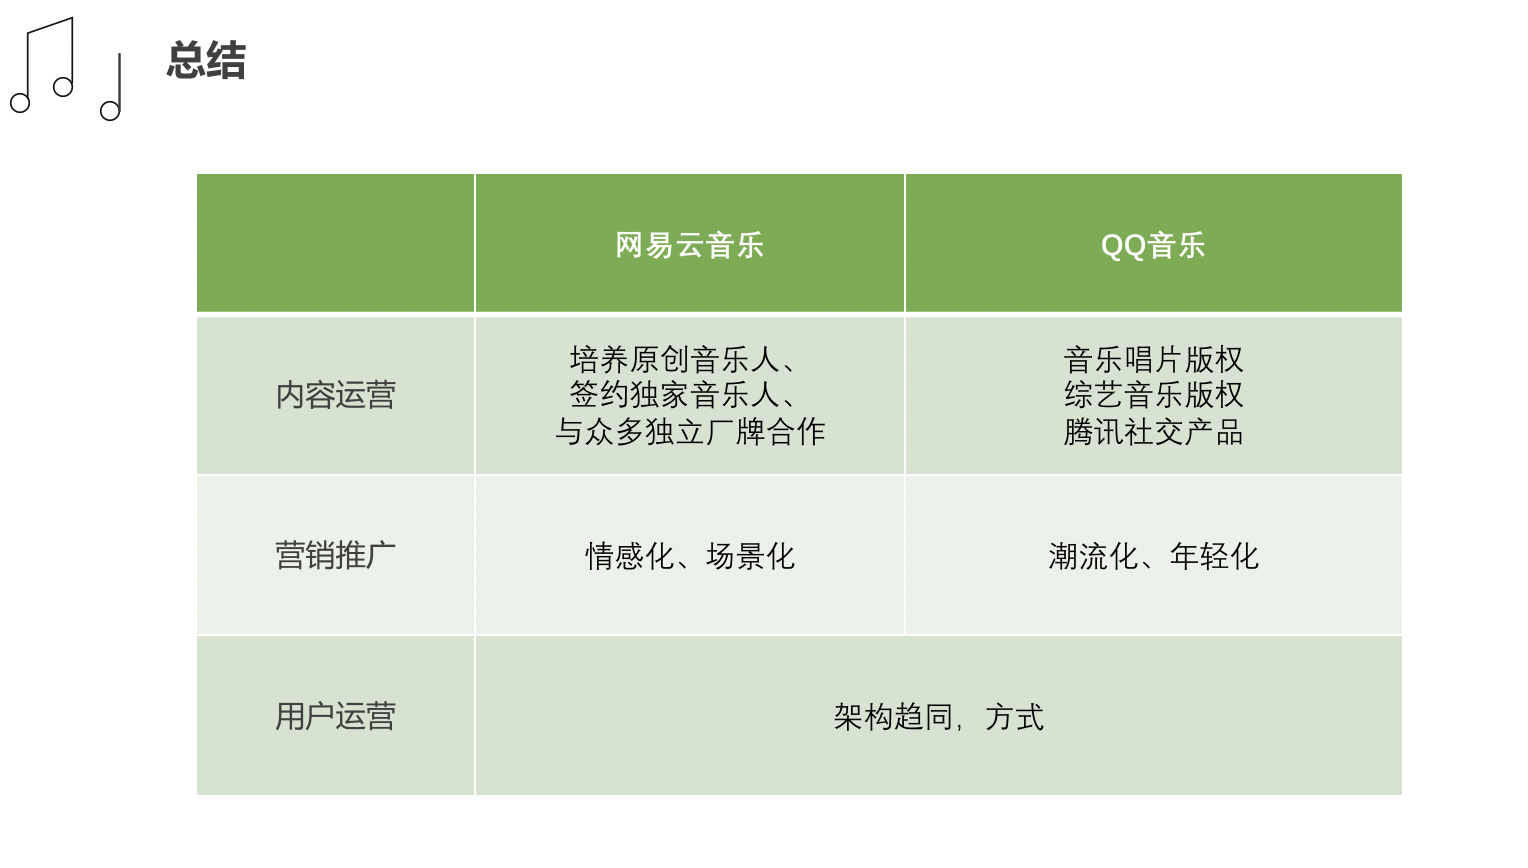 总结
网易云音乐
QQ音乐
内容运营
培养原创音乐人、
签约独家音乐人、
与众多独立厂牌合作
音乐唱片版权
综艺音乐版权
腾讯社交产品
营销推广
情感化、场景化
潮流化、年轻化
用户运营
架构趋同，方式